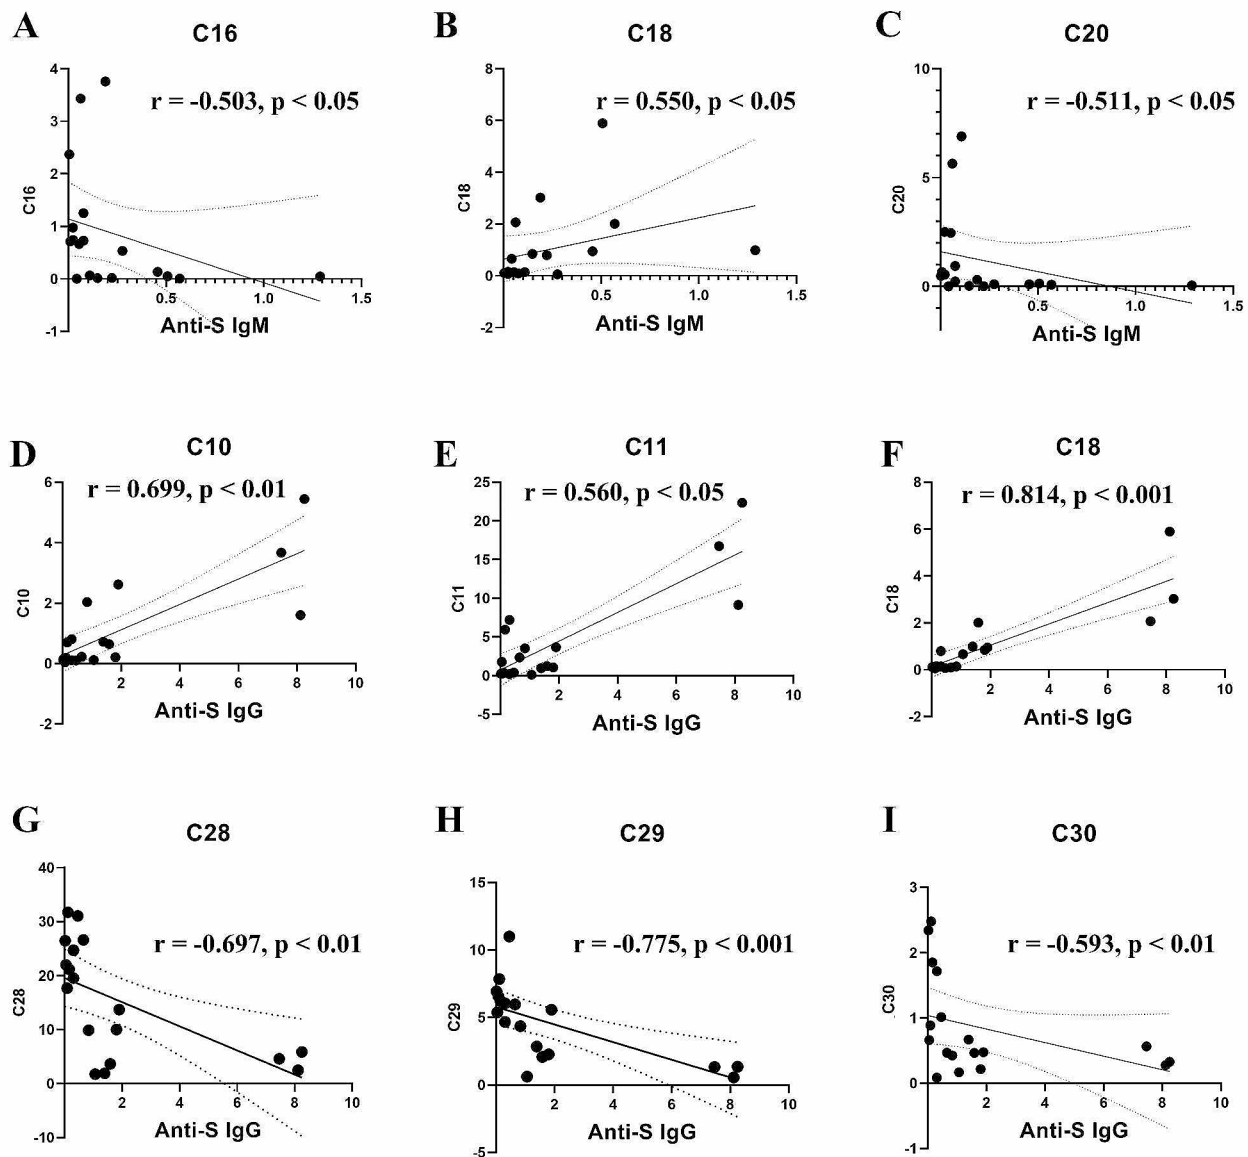 A
C16
r = -0.503, p < 0.05
4
3
2
1
0
-1
C16
0.5
1.0
1.5
Anti-S IgM
B
C18
r = 0.550, p < 0.05
8
6
4
2
0
-2
C18
0.5
1.0
1.5
Anti-S IgM
C
C20
r = -0.511, p < 0.05
10
5
0
C20
0.5
1.0
1.5
Anti-S IgM
D
C10
r = 0.699, p < 0.01
6
4
2
0
-2
C10
2
4
6
8
10
Anti-S IgG
E
C11
r = 0.560, p < 0.05
25
20
15
10
5
0
-5
C11
2
4
6
8
10
Anti-S IgG
F
C18
r = 0.814, p < 0.001
8
6
4
2
0
-2
C18
2
4
6
8
10
Anti-S IgG
G
C28
r = -0.697, p < 0.01
40
30
20
10
0
-10
C28
2
4
6
8
10
Anti-S IgG
H
C29
r = -0.775, p < 0.001
15
10
5
0
-5
C29
2
4
6
8
10
Anti-S IgG
I
C30
r = -0.593, p < 0.01
3
2
1
0
-1
C30
2
4
6
8
10
Anti-S IgG